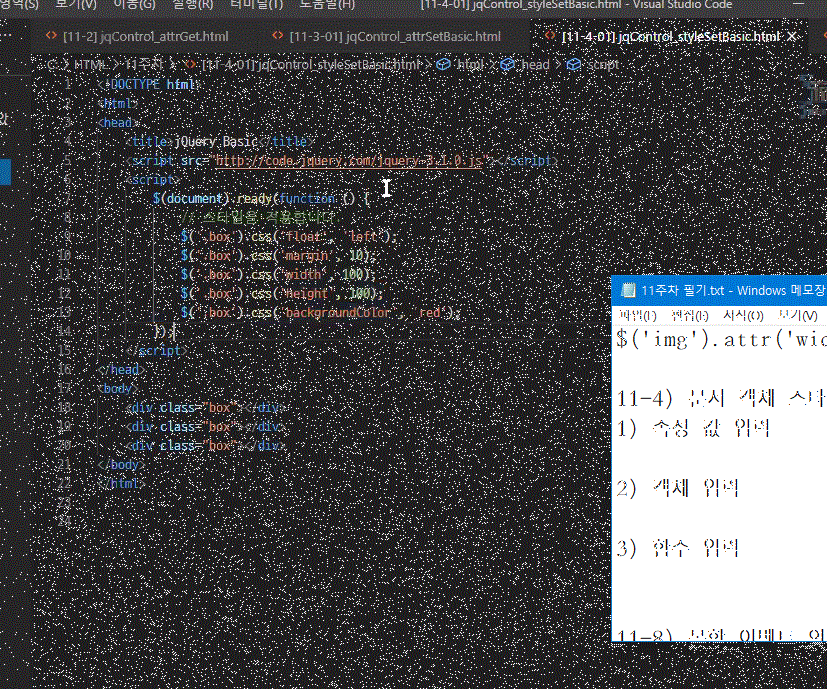 영역(S) 보기(V) 이동(G) 실행(R) 터미널(T) 도움말(H) [11-4-01] jqControl_styleSetBasic.html - Visual Studio Code
[11-2] jqControl_attrGet.html [11-3-01] jqControl_attrSetBasic.html [11-4-01] jqControl_styleSetBasic.html
C: > HTML > 11주차 > [11-4-01] jqControl_styleSetBasic.html > html > head > script
1 <!DOCTYPE html>
2 <html>
3 <head>
4 <title>jQuery Basic</title>
5 <script src="http://code.jquery.com/jquery-3.1.0.js"></script>
6 <script>
7 $(document).ready(function () {
8 // 스타일을 적용합니다.
9 $('.box').css('float', 'left');
10 $('.box').css('margin', 10);
11 $('.box').css('width', 100);
12 $('.box').css('height', 100);
13 $('.box').css('backgroundColor', 'red');
14 });
15 </script>
16 </head>
17 <body>
18 <div class="box"></div>
19 <div class="box"></div>
20 <div class="box"></div>
21 </body>
22 </html>
23
24
11주차 필기.txt - Windows 메모장
파일(F) 편집(E) 서식(O) 보기(V)
$('img').attr('wid
11-4) 문서 객체 스타
1) 속성 값 입력
2) 객체 입력
3) 함수 입력